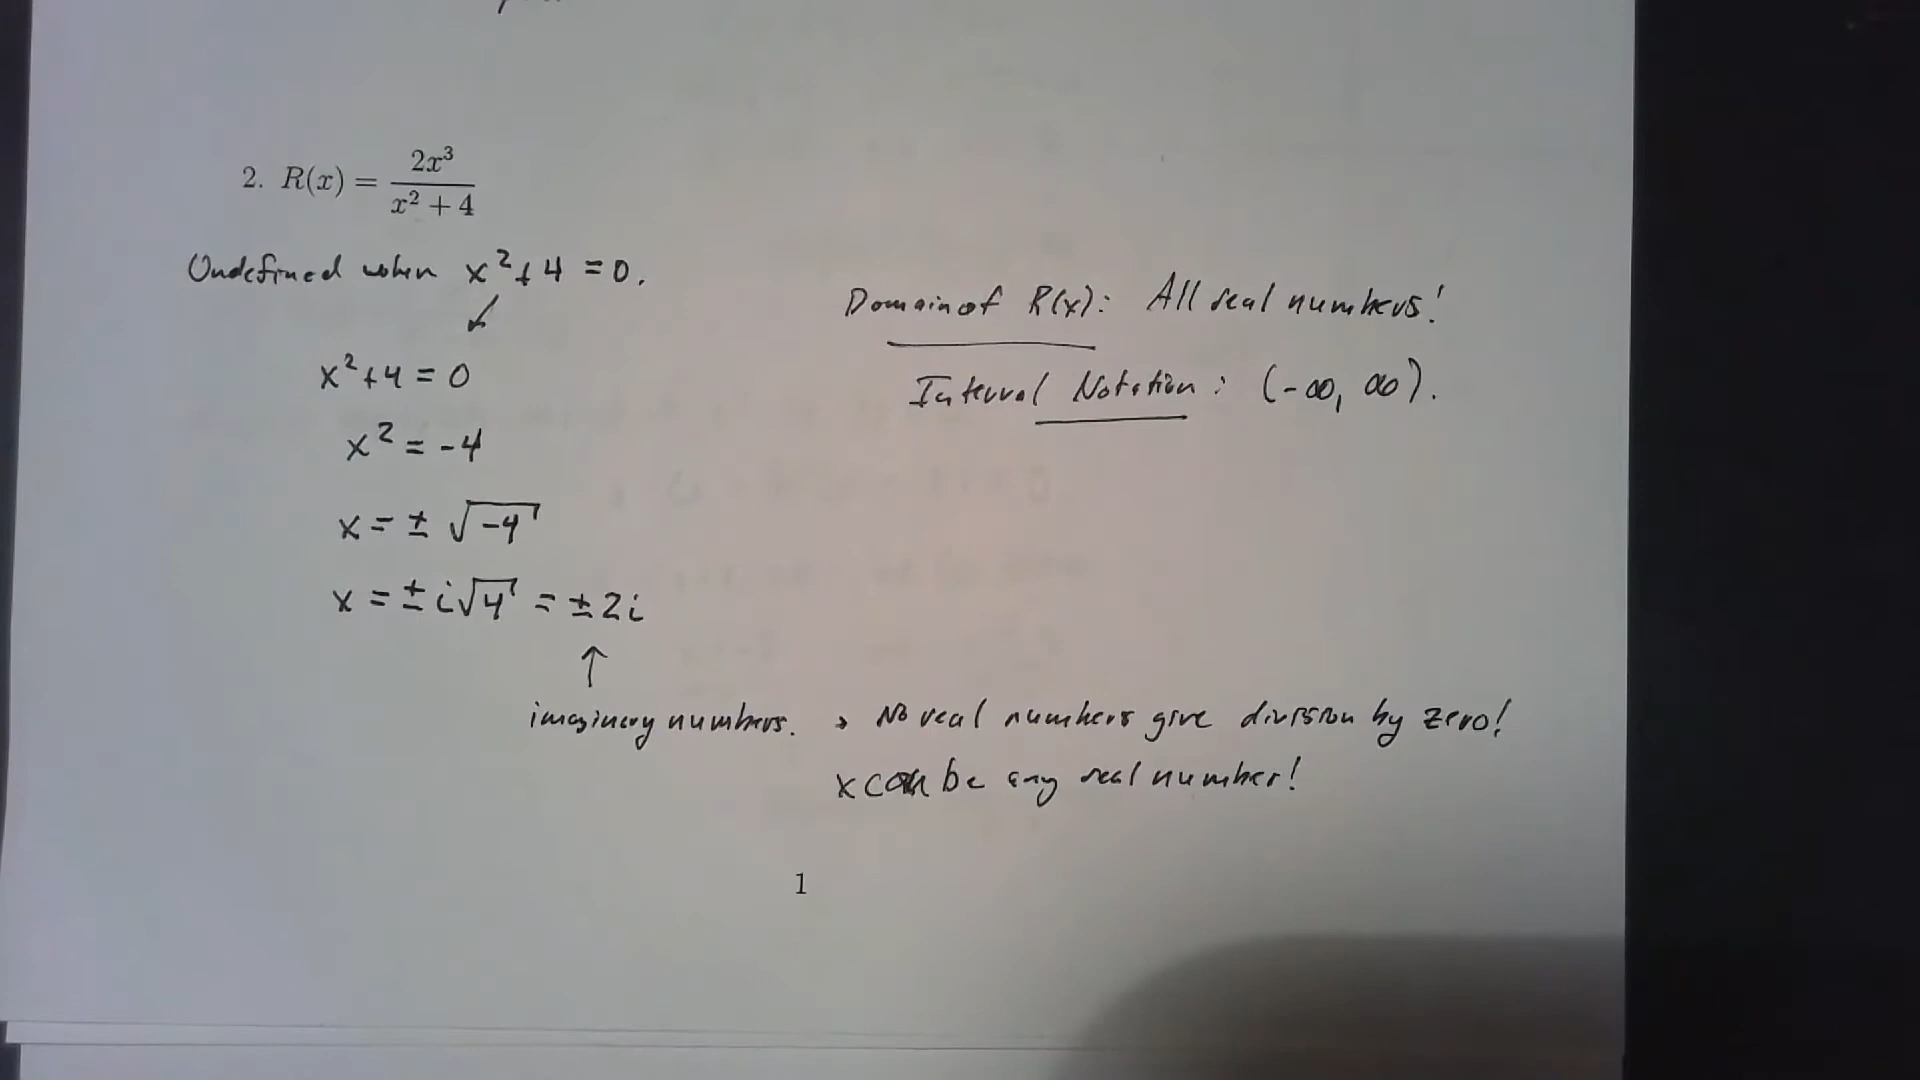 2. R(x) = 2x³ / (x² + 4)
Undefined when x² + 4 = 0.
x² + 4 = 0
x² = -4
x = ± √-4
x = ± i√4 = ± 2i
↑
imaginary numbers. → No real numbers give division by zero!
x can be any real number!
Domain of R(x): All real numbers!
Interval Notation: (-∞, ∞).
1